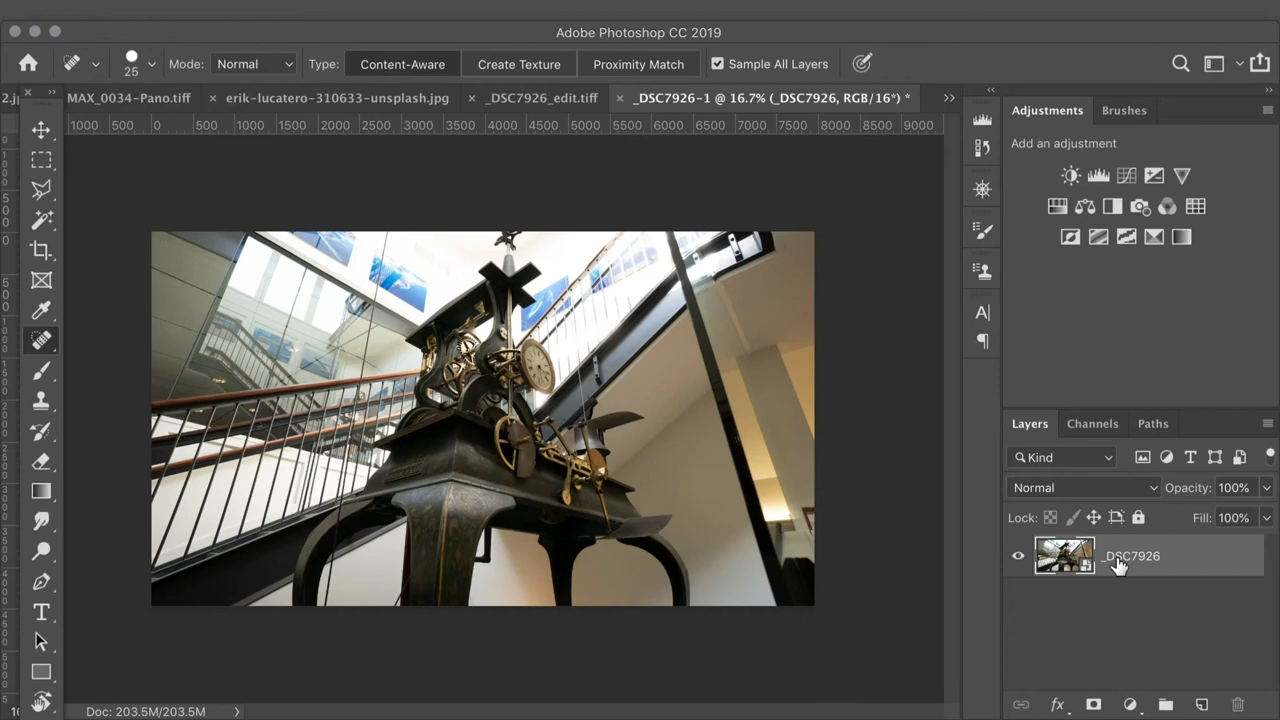 Adobe Photoshop CC 2019
25 Mode: Normal Type: Content-Aware Create Texture Proximity Match Sample All Layers
MAX_0034-Pano.tiff × erik-lucatero-310633-unsplash.jpg × _DSC7926_edit.tiff × _DSC7926-1 @ 16.7% (_DSC7926, RGB/16*) *
1000 500 0 500 1000 1500 2000 2500 3000 3500 4000 4500 5000 5500 6000 6500 7000 7500 8000 8500 9000
Adjustments Brushes
Add an adjustment
Layers Channels Paths
Kind
Normal Opacity: 100%
Lock: Fill: 100%
_DSC7926
Doc: 203.5M/203.5M